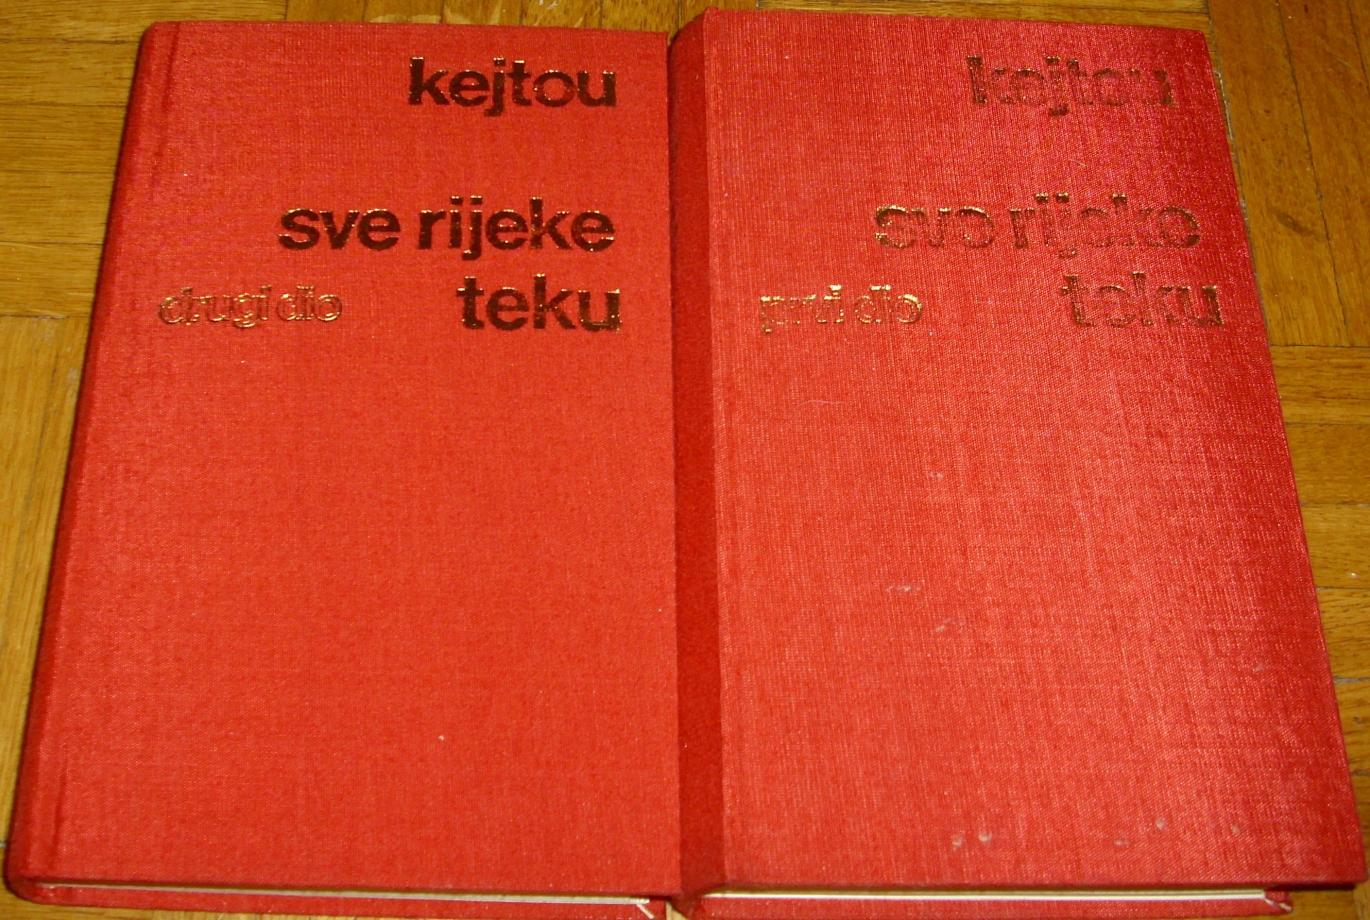 kejtou
sve rijeke
drugi dio teku
kejtou
sve rijeke
prvi dio teku